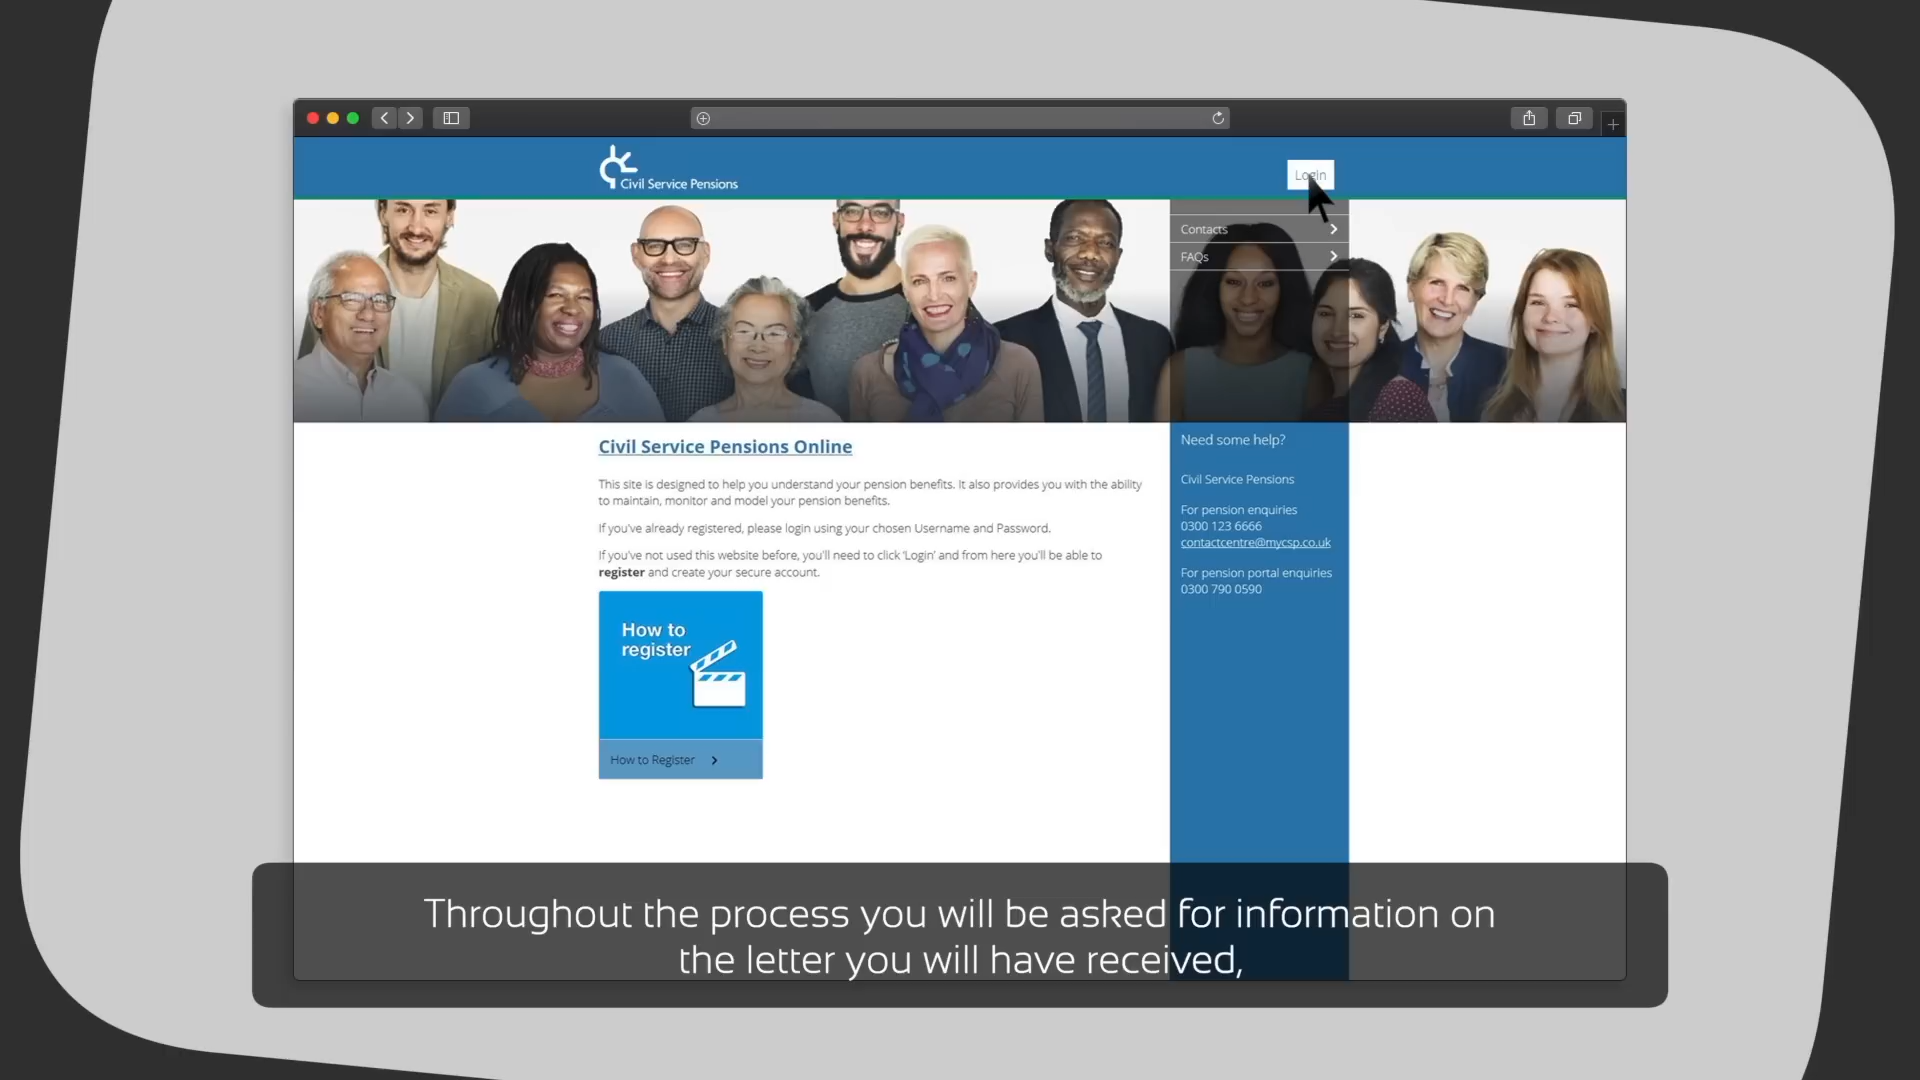 Civil Service Pensions
Login
Contacts
FAQs
Civil Service Pensions Online
This site is designed to help you understand your pension benefits. It also provides you with the ability
to maintain, monitor and model your pension benefits.
If you've already registered, please login using your chosen Username and Password.
If you've not used this website before, you'll need to click 'Login' and from here you'll be able to
register and create your secure account.
How to
register
How to Register
Need some help?
Civil Service Pensions
For pension enquiries
0300 123 6666
contactcentre@mycsp.co.uk
For pension portal enquiries
0300 790 0590
Throughout the process you will be asked for information on
the letter you will have received,